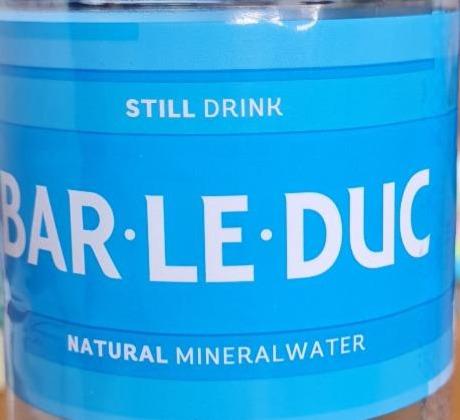 STILL DRINK
BAR·LE·DUC
NATURAL MINERALWATER